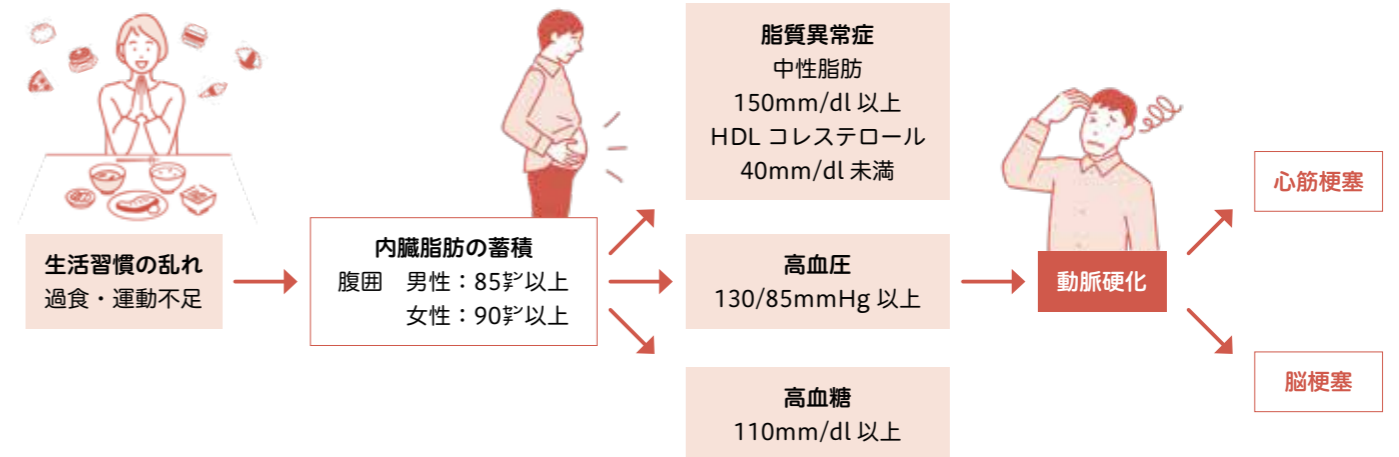 生活習慣の乱れ
過食・運動不足
内臓脂肪の蓄積
腹囲　男性：85㌢以上
女性：90㌢以上
脂質異常症
中性脂肪
150mm/dl 以上
HDL コレステロール
40mm/dl 未満
高血圧
130/85mmHg 以上
高血糖
110mm/dl 以上
動脈硬化
心筋梗塞
脳梗塞